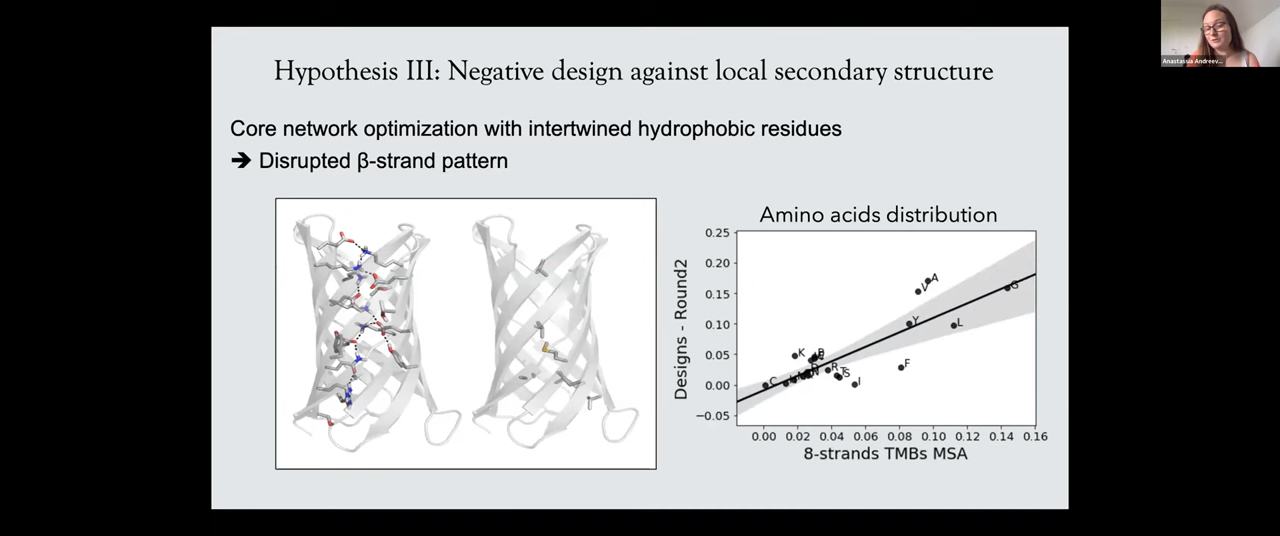 Hypothesis III: Negative design against local secondary structure
Core network optimization with intertwined hydrophobic residues
➔ Disrupted β-strand pattern
Amino acids distribution
Designs - Round2
0.25
0.20
0.15
0.10
0.05
0.00
−0.05
A
V
G
Y
L
K
F
C
R
T
S
I
N
0.00 0.02 0.04 0.06 0.08 0.10 0.12 0.14 0.16
8-strands TMBs MSA
Anastassia Andreev...